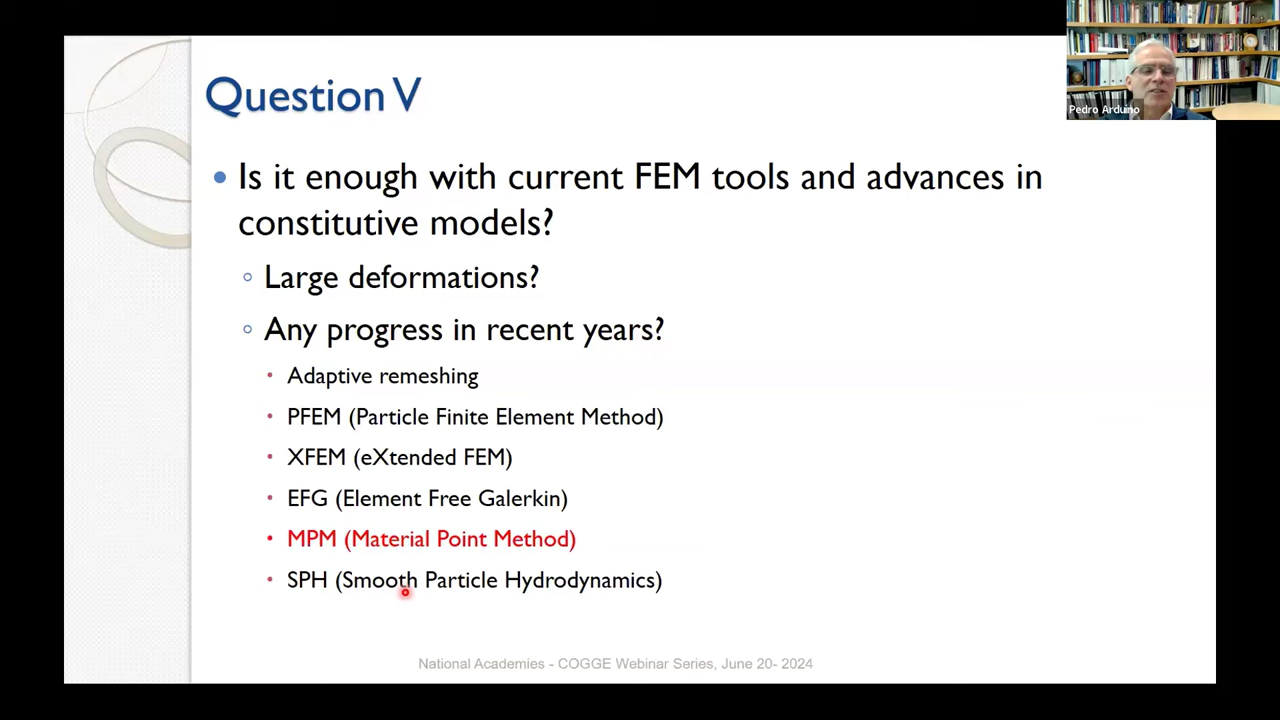 Pedro Arduino
Question V
• Is it enough with current FEM tools and advances in
constitutive models?
◦ Large deformations?
◦ Any progress in recent years?
• Adaptive remeshing
• PFEM (Particle Finite Element Method)
• XFEM (eXtended FEM)
• EFG (Element Free Galerkin)
• MPM (Material Point Method)
• SPH (Smooth Particle Hydrodynamics)
National Academies - COGGE Webinar Series, June 20- 2024